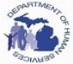 DEPARTMENT OF HUMAN SERVICES